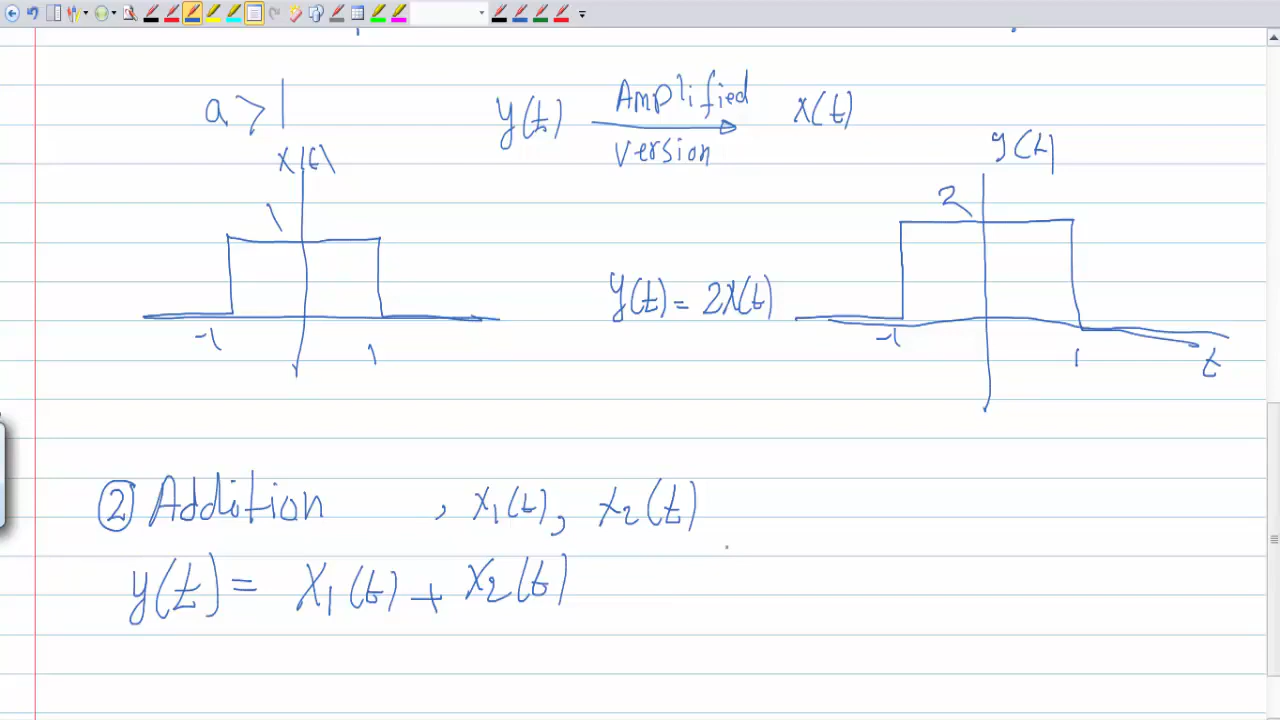 a > 1
y(t) Amplified version x(t)
x(t)
y(t)
1
2
y(t) = 2x(t)
-1
1
-1
1
t
② Addition , x1(t), x2(t)
y(t) = x1(t) + x2(t)